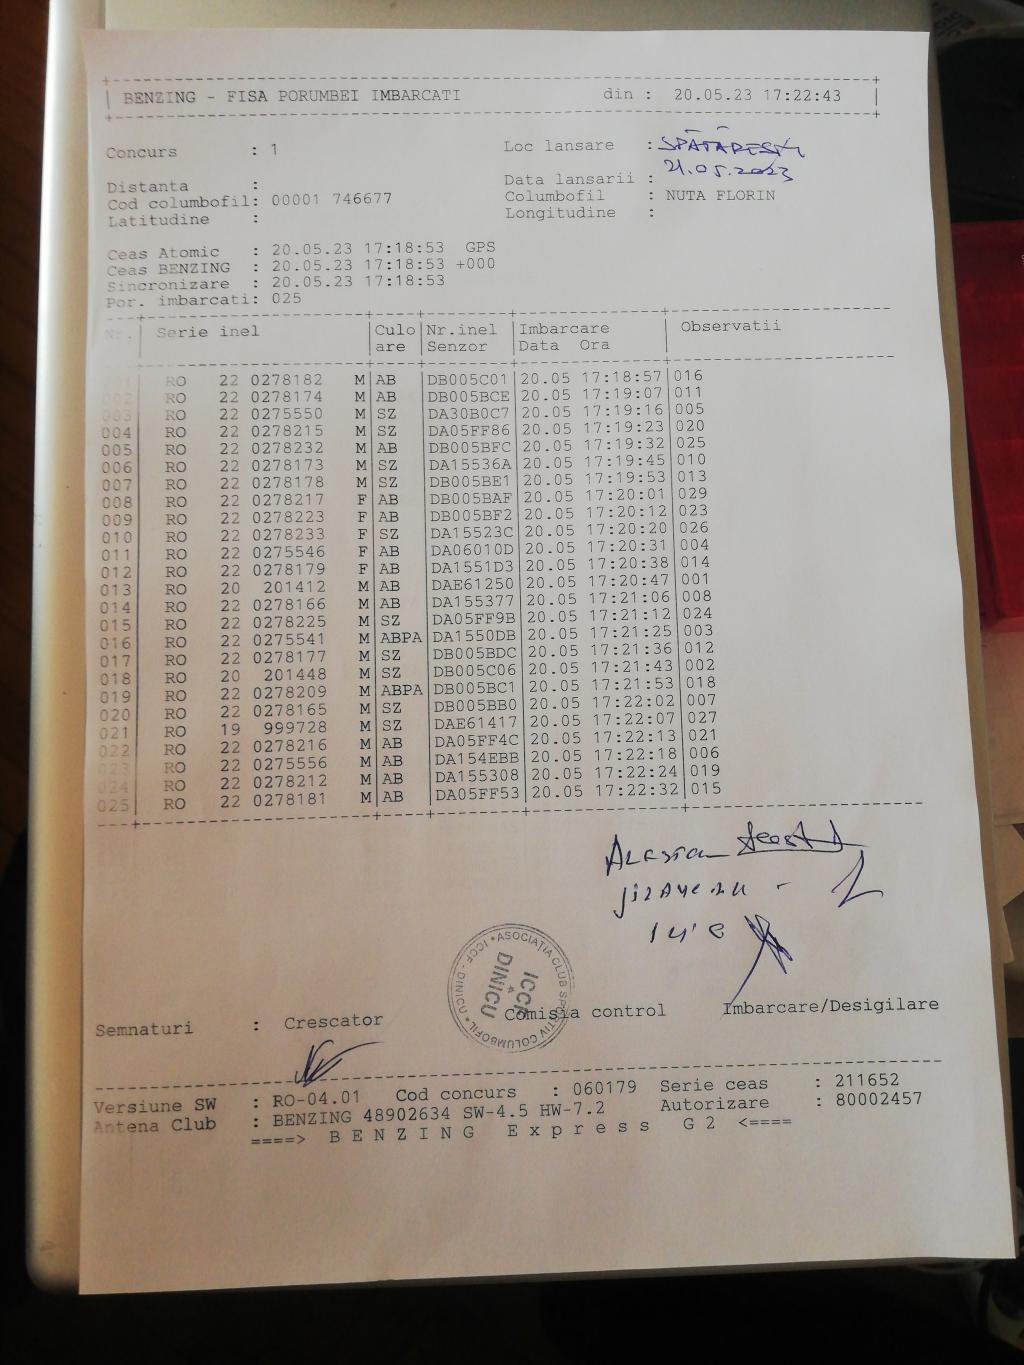 BENZING - FISA PORUMBEI IMBARCATI din : 20.05.23 17:22:43
Concurs : 1 Loc lansare : SPĂTĂREȘTI
Distanta : Data lansarii : 21.05.2023
Cod columbofil: 00001 746677 Columbofil : NUTA FLORIN
Latitudine : Longitudine :
Ceas Atomic : 20.05.23 17:18:53 GPS
Ceas BENZING : 20.05.23 17:18:53 +000
Sincronizare : 20.05.23 17:18:53
Por. imbarcati: 025
Nr. Serie inel Culo Nr.inel Imbarcare Observatii
are Senzor Data Ora
001 RO 22 0278182 M AB DB005C01 20.05 17:18:57 016
002 RO 22 0278174 M AB DB005BCE 20.05 17:19:07 011
003 RO 22 0275550 M SZ DA30B0C7 20.05 17:19:16 005
004 RO 22 0278215 M SZ DA05FF86 20.05 17:19:23 020
005 RO 22 0278232 M AB DB005BFC 20.05 17:19:32 025
006 RO 22 0278173 M SZ DA15536A 20.05 17:19:45 010
007 RO 22 0278178 M SZ DB005BE1 20.05 17:19:53 013
008 RO 22 0278217 F AB DB005BAF 20.05 17:20:01 029
009 RO 22 0278223 F AB DB005BF2 20.05 17:20:12 023
010 RO 22 0278233 F SZ DA15523C 20.05 17:20:20 026
011 RO 22 0275546 F AB DA06010D 20.05 17:20:31 004
012 RO 22 0278179 F AB DA1551D3 20.05 17:20:38 014
013 RO 20 201412 M AB DAE61250 20.05 17:20:47 001
014 RO 22 0278166 M AB DA155377 20.05 17:21:06 008
015 RO 22 0278225 M SZ DA05FF9B 20.05 17:21:12 024
016 RO 22 0275541 M ABPA DA1550DB 20.05 17:21:25 003
017 RO 22 0278177 M SZ DB005BDC 20.05 17:21:36 012
018 RO 20 201448 M SZ DB005C06 20.05 17:21:43 002
019 RO 22 0278209 M ABPA DB005BC1 20.05 17:21:53 018
020 RO 22 0278165 M SZ DB005BB0 20.05 17:22:02 007
021 RO 19 999728 M SZ DAE61417 20.05 17:22:07 027
022 RO 22 0278216 M AB DA05FF4C 20.05 17:22:13 021
023 RO 22 0275556 M AB DA154EBB 20.05 17:22:18 006
024 RO 22 0278212 M AB DA155308 20.05 17:22:24 019
025 RO 22 0278181 M AB DA05FF53 20.05 17:22:32 015
ASOCIAȚIA CLUB SPORTIV COLUMBOFIL * ICCF - DINICU *
ICCF
*
DINICU
Semnaturi : Crescator Comisia control Imbarcare/Desigilare
Versiune SW : RO-04.01 Cod concurs : 060179 Serie ceas : 211652
Antena Club : BENZING 48902634 SW-4.5 HW-7.2 Autorizare : 80002457
====> B E N Z I N G E x p r e s s G 2 <====